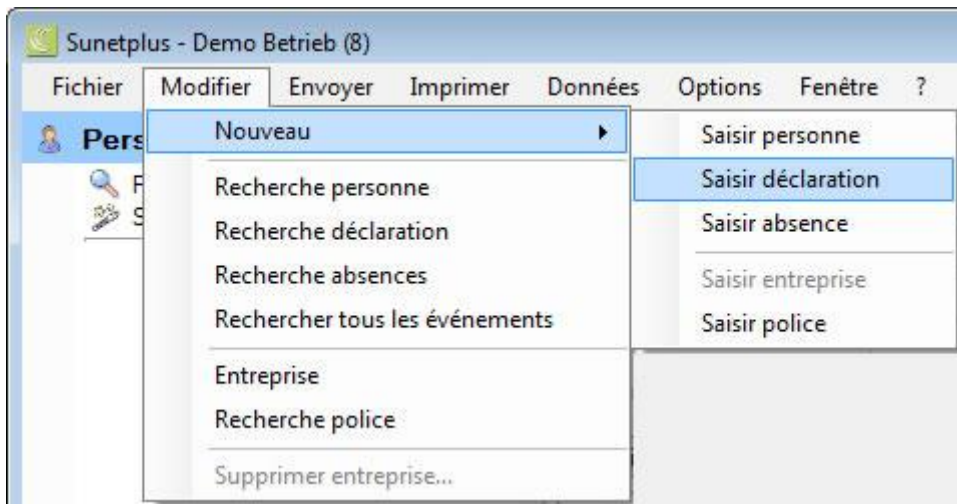 Sunetplus - Demo Betrieb (8)
Fichier Modifier Envoyer Imprimer Données Options Fenêtre ?
Nouveau
Recherche personne
Recherche déclaration
Recherche absences
Rechercher tous les événements
Entreprise
Recherche police
Supprimer entreprise...
Saisir personne
Saisir déclaration
Saisir absence
Saisir entreprise
Saisir police